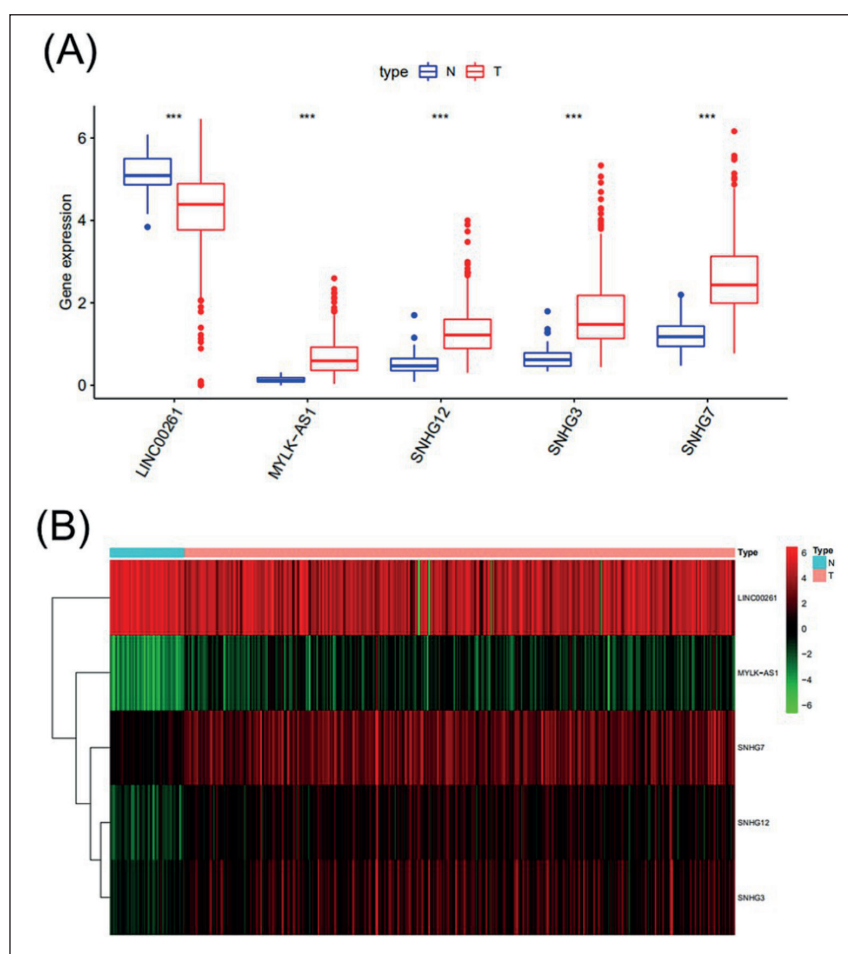 (A)
type N T
*** *** *** *** ***
Gene expression
6
4
2
0
LINC00261
MYLK-AS1
SNHG12
SNHG3
SNHG7
(B)
Type
LINC00261
MYLK-AS1
SNHG7
SNHG12
SNHG3
6
4
2
0
−2
−4
−6
Type
N
T